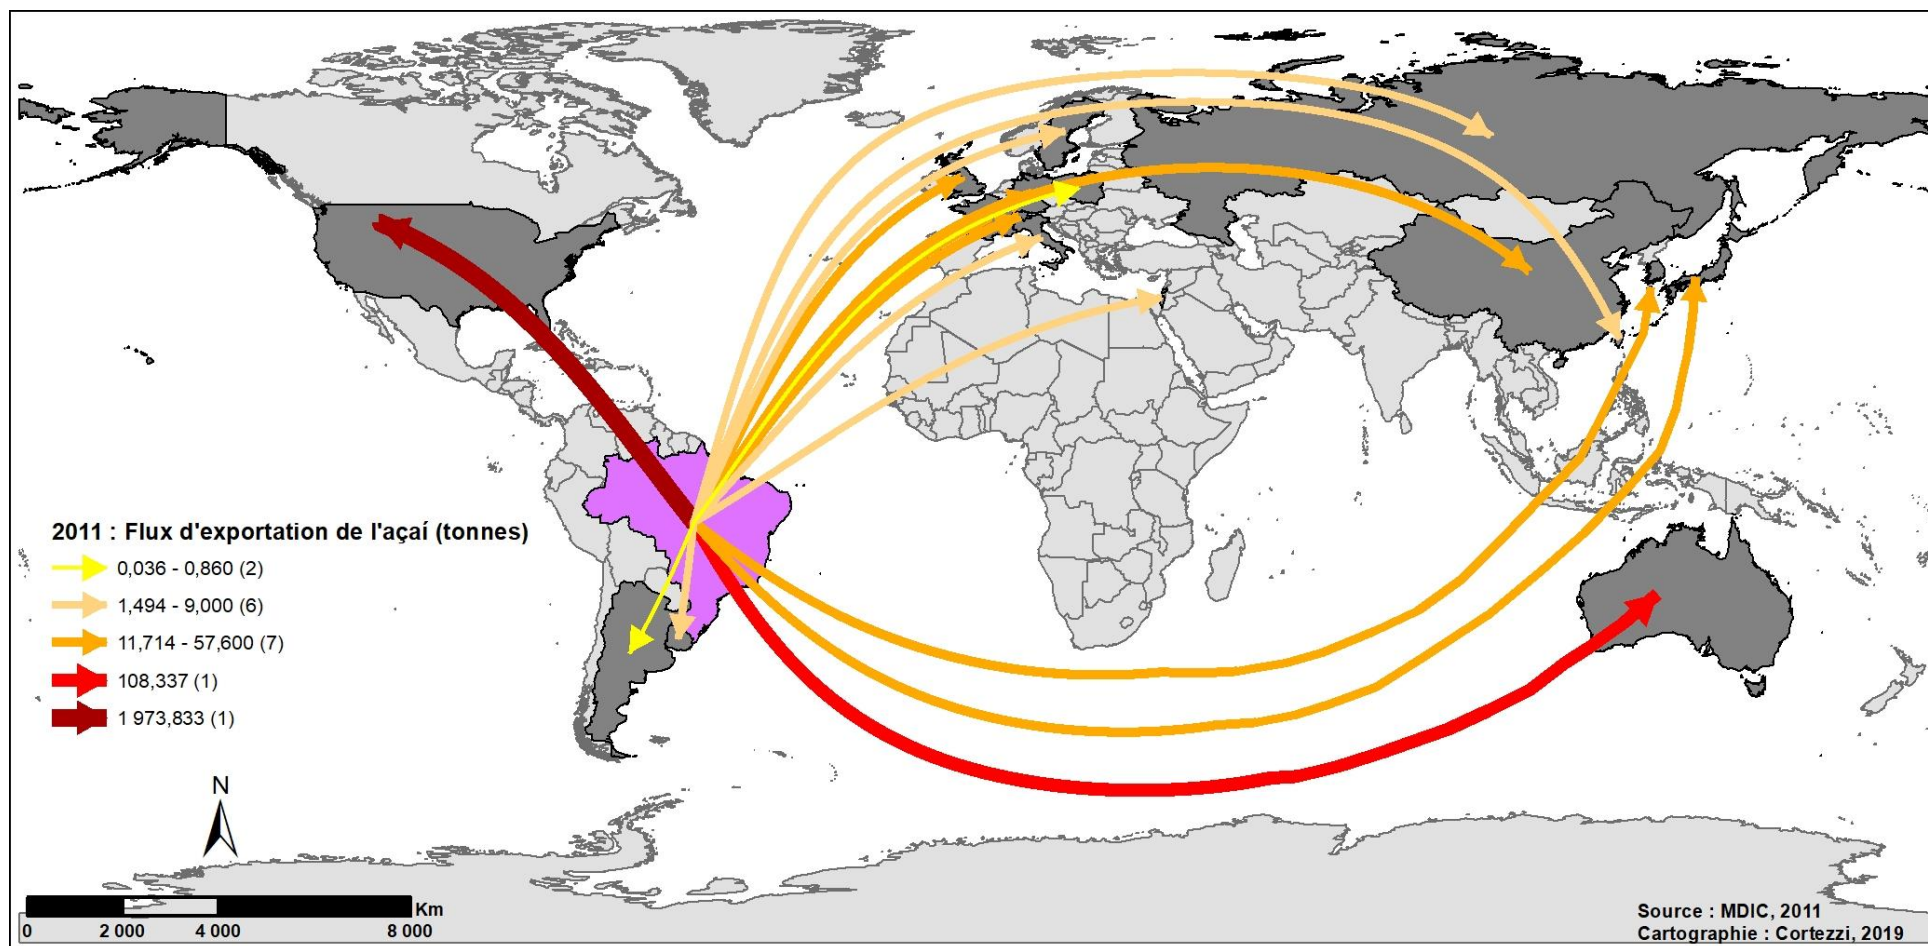 2011 : Flux d'exportation de l'açaí (tonnes)
0,036 - 0,860 (2)
1,494 - 9,000 (6)
11,714 - 57,600 (7)
108,337 (1)
1 973,833 (1)
N
Km
0 2 000 4 000 8 000
Source : MDIC, 2011
Cartographie : Cortezzi, 2019